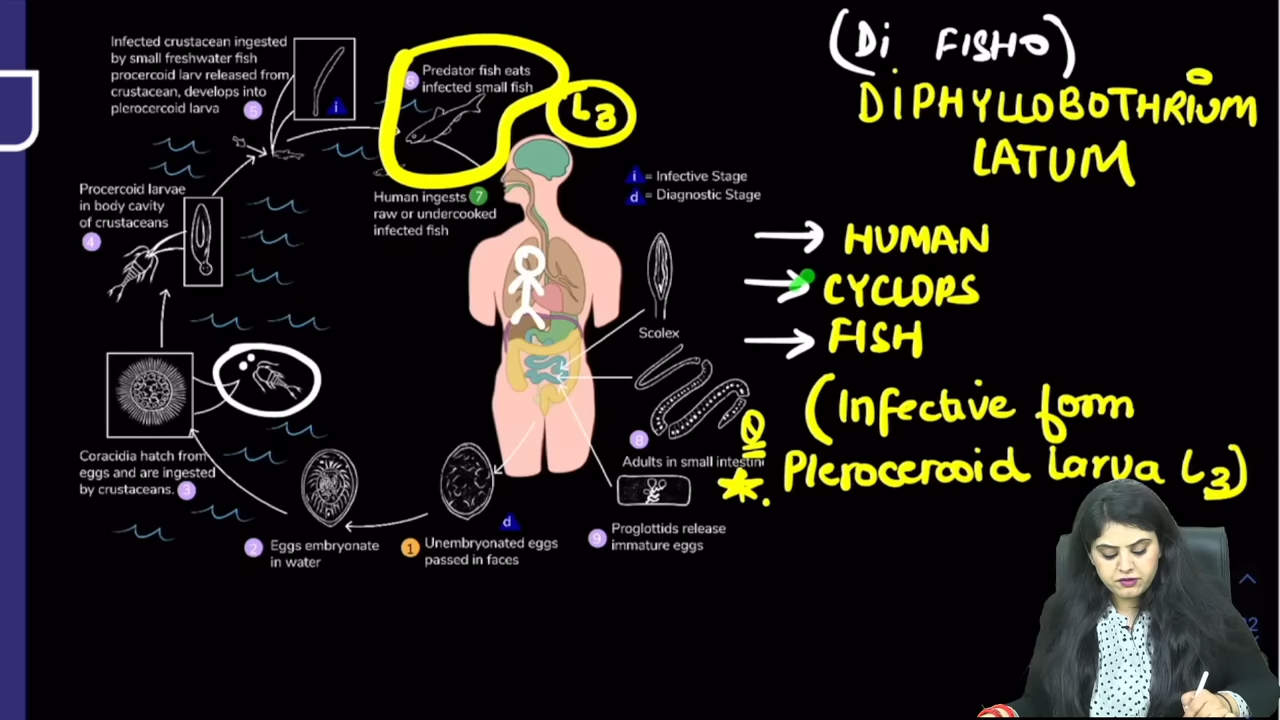 Infected crustacean ingested
by small freshwater fish
procercoid larv released from
crustacean, develops into
plerocercoid larva
5
i
6
Predator fish eats
infected small fish
L3
(Di FISHO)
DIPHYLLOBOTHRIUM
LATUM
i = Infective Stage
d = Diagnostic Stage
Procercoid larvae
in body cavity
of crustaceans
4
Human ingests 7
raw or undercooked
infected fish
→ HUMAN
→ CYCLOPS
→ FISH
Scolex
(Infective form
Plerocercoid larva L3)
Coracidia hatch from
eggs and are ingested
by crustaceans. 3
8
Adults in small intestin
d
2 Eggs embryonate
in water
1 Unembryonated eggs
passed in faces
9 Proglottids release
immature eggs